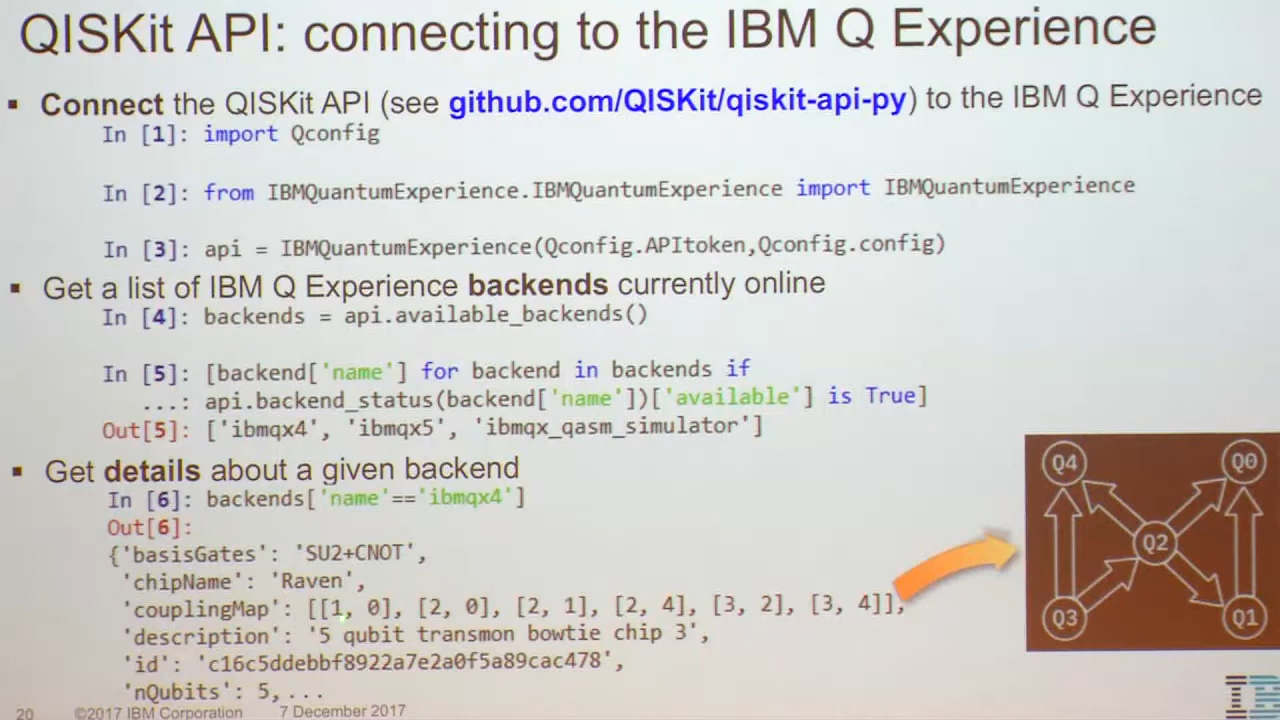 QISKit API: connecting to the IBM Q Experience
▪ Connect the QISKit API (see github.com/QISKit/qiskit-api-py) to the IBM Q Experience
In [1]: import Qconfig
In [2]: from IBMQuantumExperience.IBMQuantumExperience import IBMQuantumExperience
In [3]: api = IBMQuantumExperience(Qconfig.APItoken,Qconfig.config)
▪ Get a list of IBM Q Experience backends currently online
In [4]: backends = api.available_backends()
In [5]: [backend['name'] for backend in backends if
...: api.backend_status(backend['name'])['available'] is True]
Out[5]: ['ibmqx4', 'ibmqx5', 'ibmqx_qasm_simulator']
▪ Get details about a given backend
In [6]: backends['name'=='ibmqx4']
Out[6]:
{'basisGates': 'SU2+CNOT',
'chipName': 'Raven',
'couplingMap': [[1, 0], [2, 0], [2, 1], [2, 4], [3, 2], [3, 4]],
'description': '5 qubit transmon bowtie chip 3',
'id': 'c16c5ddebbf8922a7e2a0f5a89cac478',
'nQubits': 5,...
Q4 Q0
Q2
Q3 Q1
20 ©2017 IBM Corporation 7 December 2017